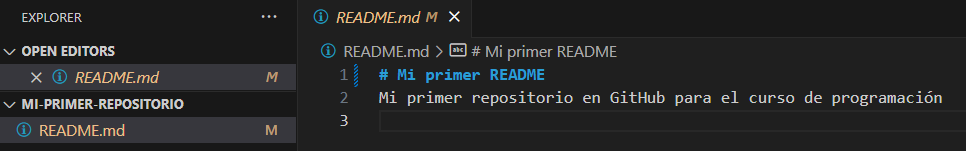 EXPLORER
OPEN EDITORS
README.md M
MI-PRIMER-REPOSITORIO
README.md M
README.md M
README.md > # Mi primer README
1 # Mi primer README
2 Mi primer repositorio en GitHub para el curso de programación
3